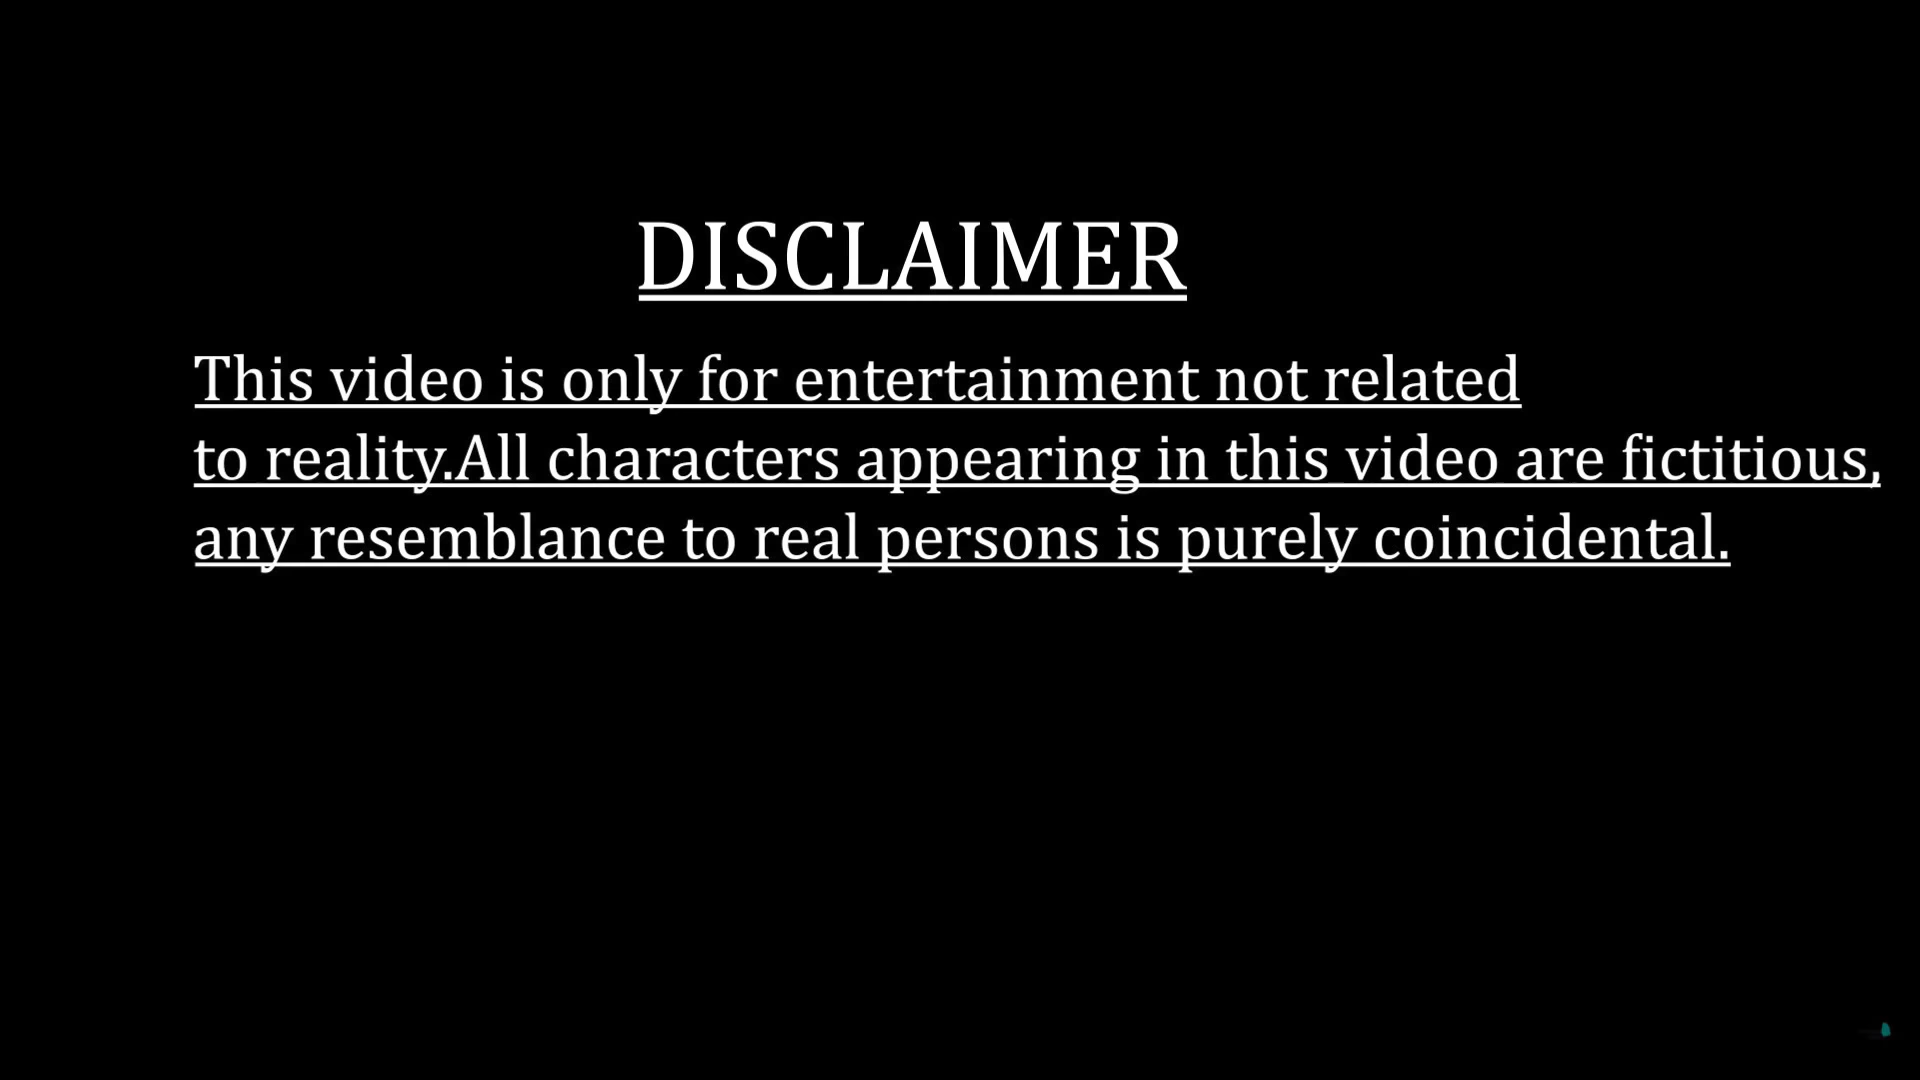 DISCLAIMER
This video is only for entertainment not related
to reality.All characters appearing in this video are fictitious,
any resemblance to real persons is purely coincidental.